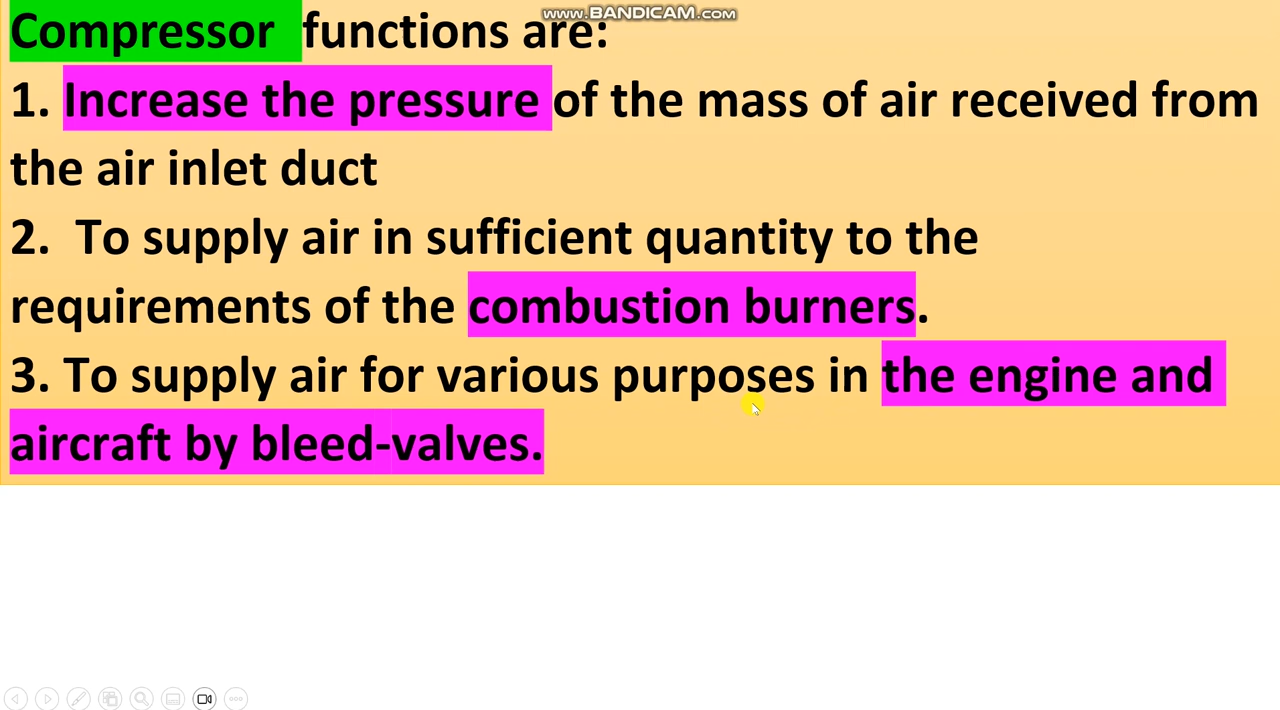 www.BANDICAM.com
Compressor functions are:
1. Increase the pressure of the mass of air received from
the air inlet duct
2. To supply air in sufficient quantity to the
requirements of the combustion burners.
3. To supply air for various purposes in the engine and
aircraft by bleed-valves.